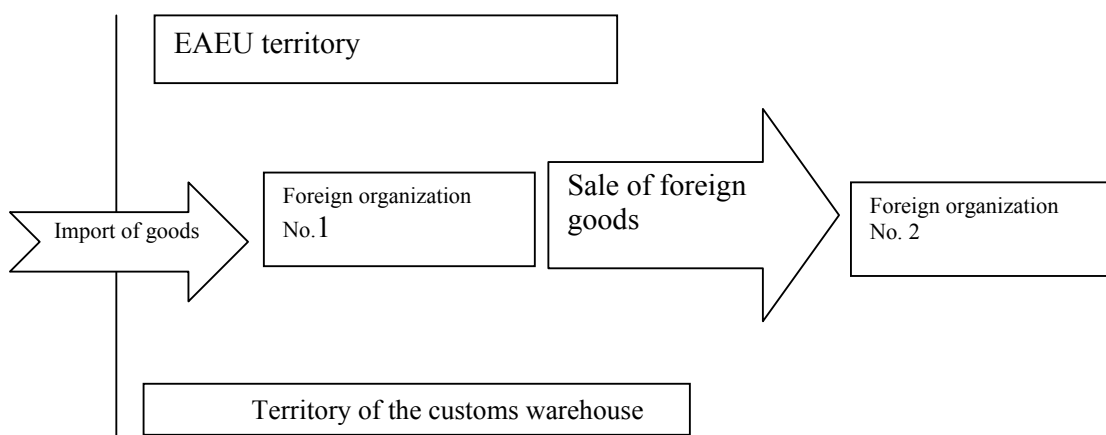 EAEU territory
Import of goods
Foreign organization
No.1
Sale of foreign
goods
Foreign organization
No. 2
Territory of the customs warehouse